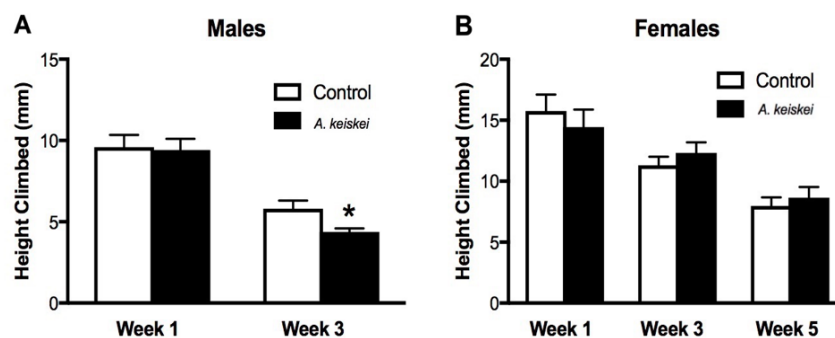 A
Males
Height Climbed (mm)
15
10
5
0
Control
A. keiskei
*
Week 1
Week 3
B
Females
Height Climbed (mm)
20
15
10
5
0
Control
A. keiskei
Week 1
Week 3
Week 5